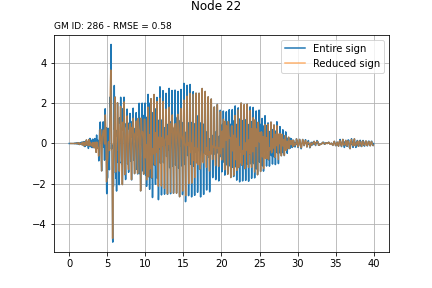 Node 22
GM ID: 286 - RMSE = 0.58
Entire sign
Reduced sign
4
2
0
−2
−4
0 5 10 15 20 25 30 35 40